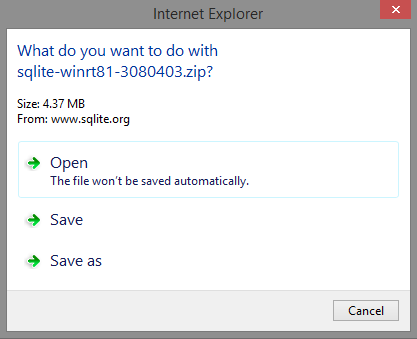 Internet Explorer
What do you want to do with
sqlite-winrt81-3080403.zip?
Size: 4.37 MB
From: www.sqlite.org
Open
The file won't be saved automatically.
Save
Save as
Cancel